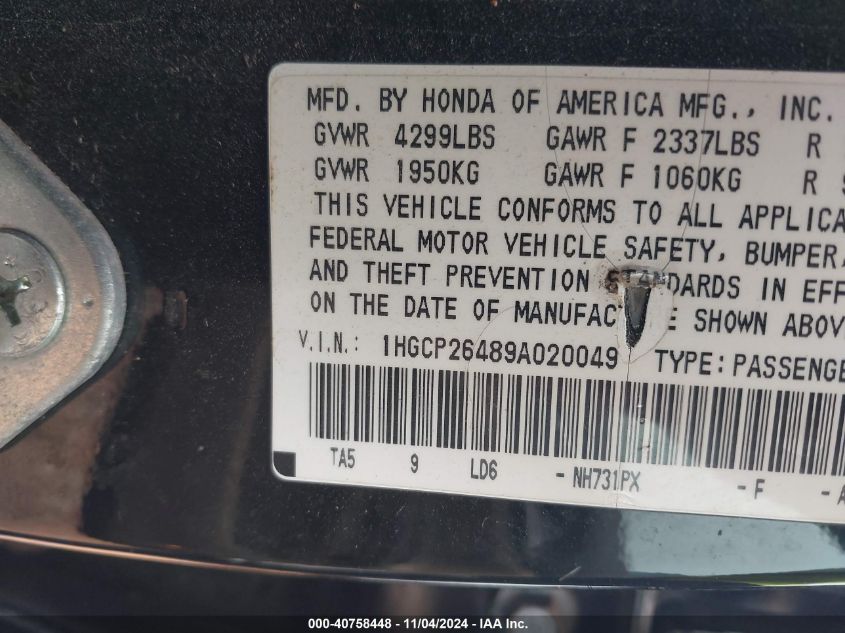 MFD. BY HONDA OF AMERICA MFG., INC.
GVWR 4299LBS GAWR F 2337LBS R
GVWR 1950KG GAWR F 1060KG R 9
THIS VEHICLE CONFORMS TO ALL APPLICA
FEDERAL MOTOR VEHICLE SAFETY, BUMPER,
AND THEFT PREVENTION STA DARDS IN EFF
ON THE DATE OF MANUFAC E SHOWN ABOV
V.I.N.: 1HGCP26489A020049 TYPE: PASSENGE
TA5 9 LD6 - NH731PX - F - A
000-40758448 - 11/04/2024 - IAA Inc.